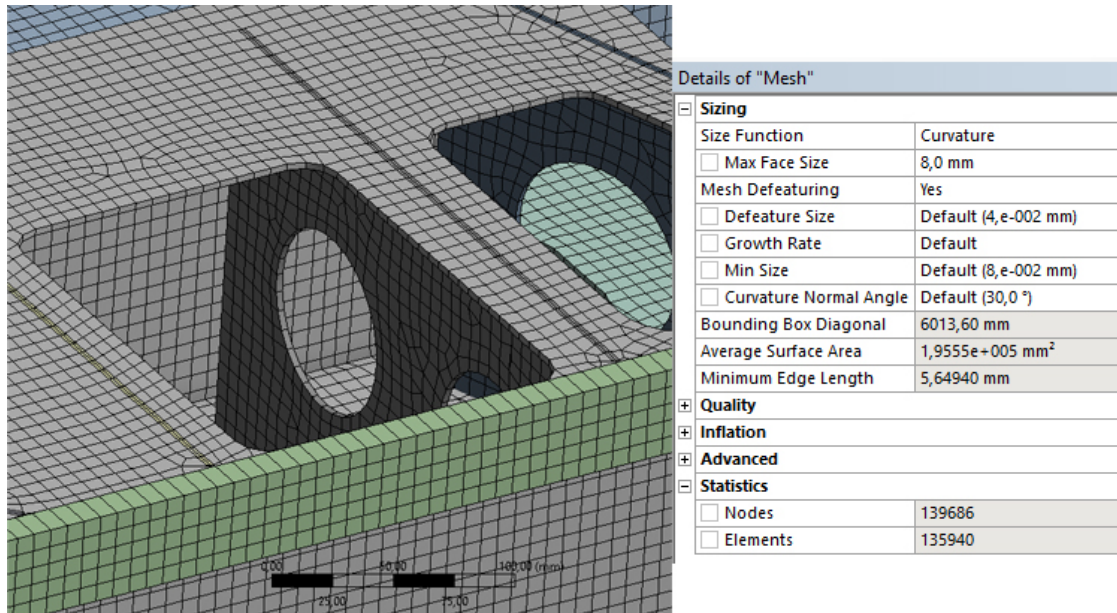 Details of "Mesh"
Sizing
Size Function Curvature
Max Face Size 8,0 mm
Mesh Defeaturing Yes
Defeature Size Default (4,e-002 mm)
Growth Rate Default
Min Size Default (8,e-002 mm)
Curvature Normal Angle Default (30,0 °)
Bounding Box Diagonal 6013,60 mm
Average Surface Area 1,9555e+005 mm²
Minimum Edge Length 5,64940 mm
Quality
Inflation
Advanced
Statistics
Nodes 139686
Elements 135940
0,00 50,00 100,00 (mm)
25,00 75,00